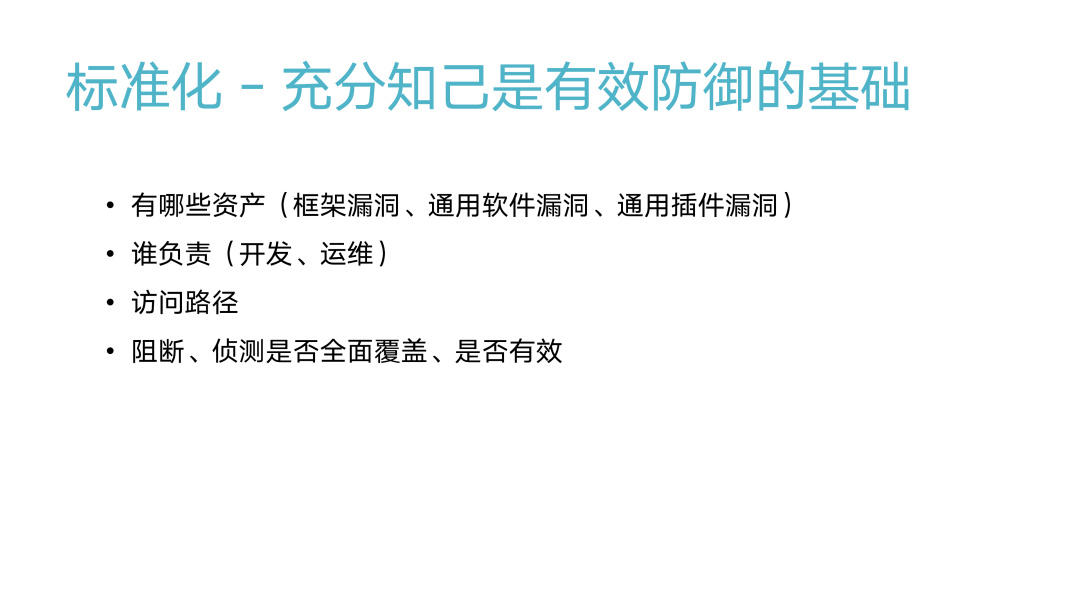 标准化 – 充分知己是有效防御的基础
• 有哪些资产（框架漏洞、通用软件漏洞、通用插件漏洞）
• 谁负责（开发、运维）
• 访问路径
• 阻断、侦测是否全面覆盖、是否有效